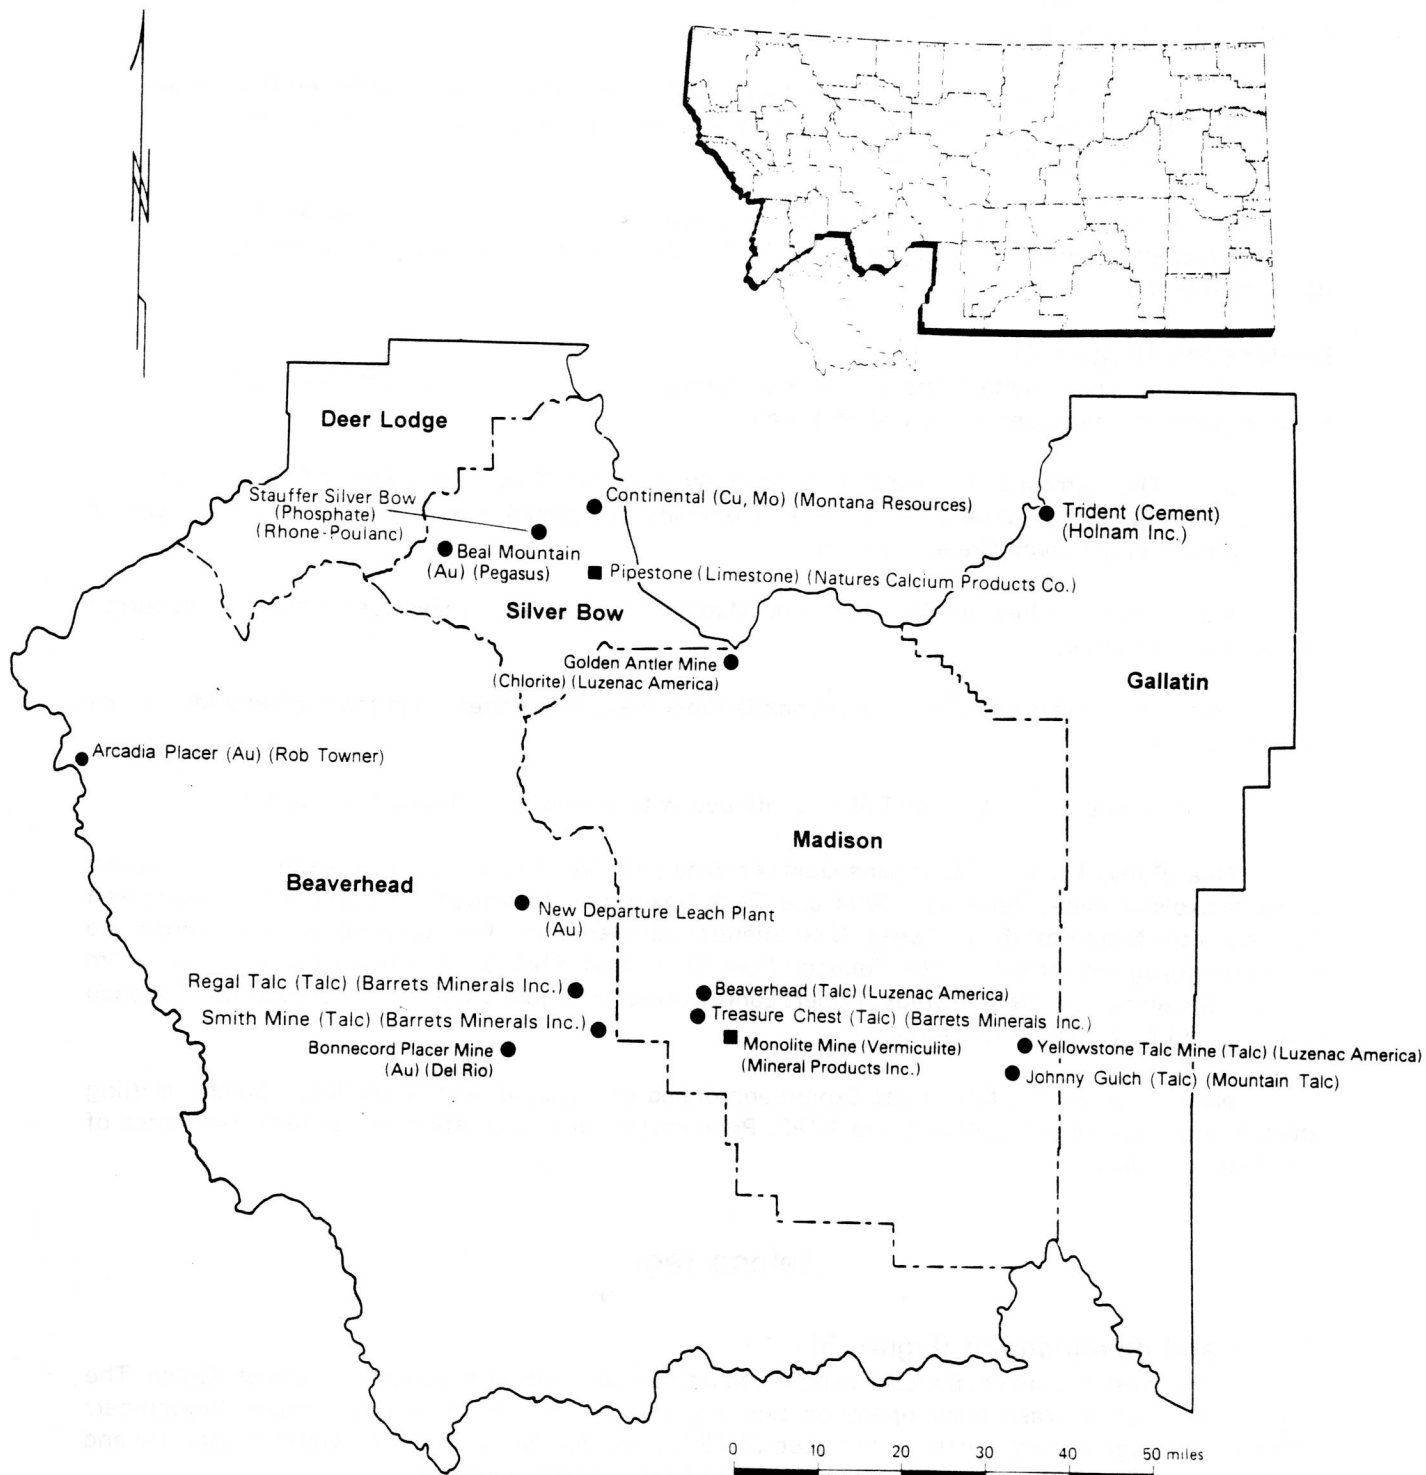 N
Deer Lodge
Stauffer Silver Bow
(Phosphate)
(Rhone-Poulanc)
Continental (Cu, Mo) (Montana Resources)
Trident (Cement)
(Holnam Inc.)
Beal Mountain
(Au) (Pegasus)
Pipestone (Limestone) (Natures Calcium Products Co.)
Silver Bow
Golden Antler Mine
(Chlorite) (Luzenac America)
Gallatin
Arcadia Placer (Au) (Rob Towner)
Madison
Beaverhead
New Departure Leach Plant
(Au)
Regal Talc (Talc) (Barrets Minerals Inc.)
Beaverhead (Talc) (Luzenac America)
Smith Mine (Talc) (Barrets Minerals Inc.)
Treasure Chest (Talc) (Barrets Minerals Inc.)
Bonnecord Placer Mine
(Au) (Del Rio)
Monolite Mine (Vermiculite)
(Mineral Products Inc.)
Yellowstone Talc Mine (Talc) (Luzenac America)
Johnny Gulch (Talc) (Mountain Talc)
0 10 20 30 40 50 miles